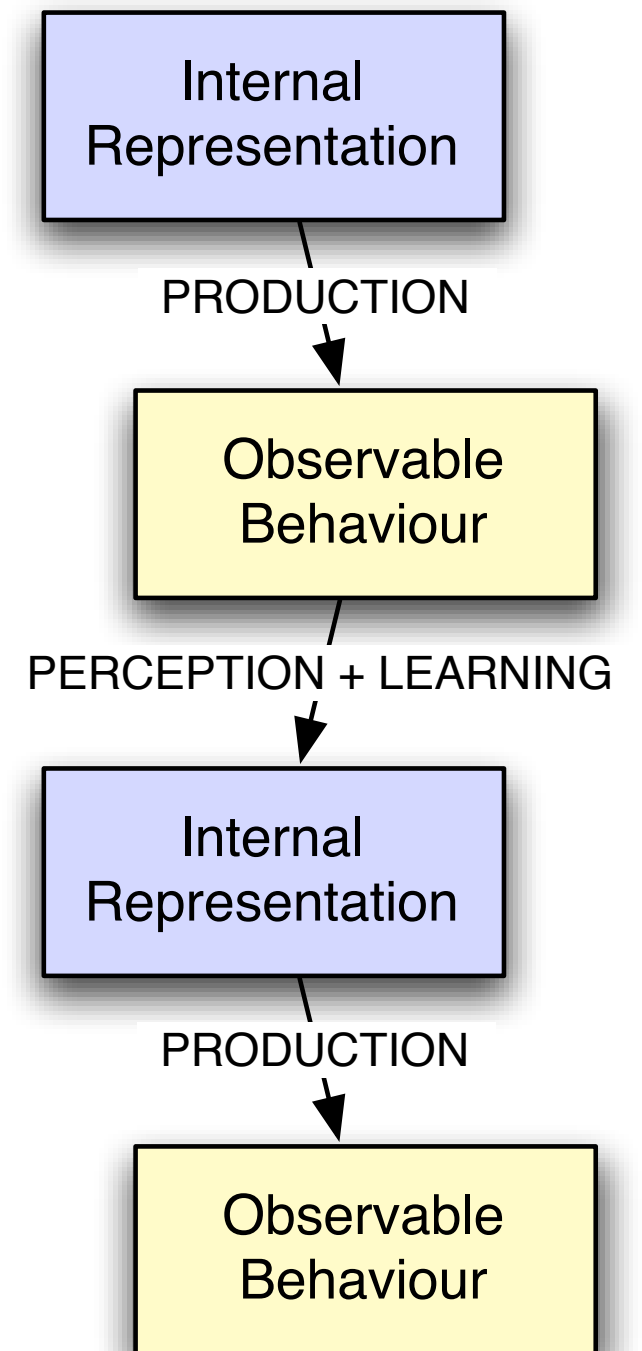 Internal
Representation
PRODUCTION
Observable
Behaviour
PERCEPTION + LEARNING
Internal
Representation
PRODUCTION
Observable
Behaviour